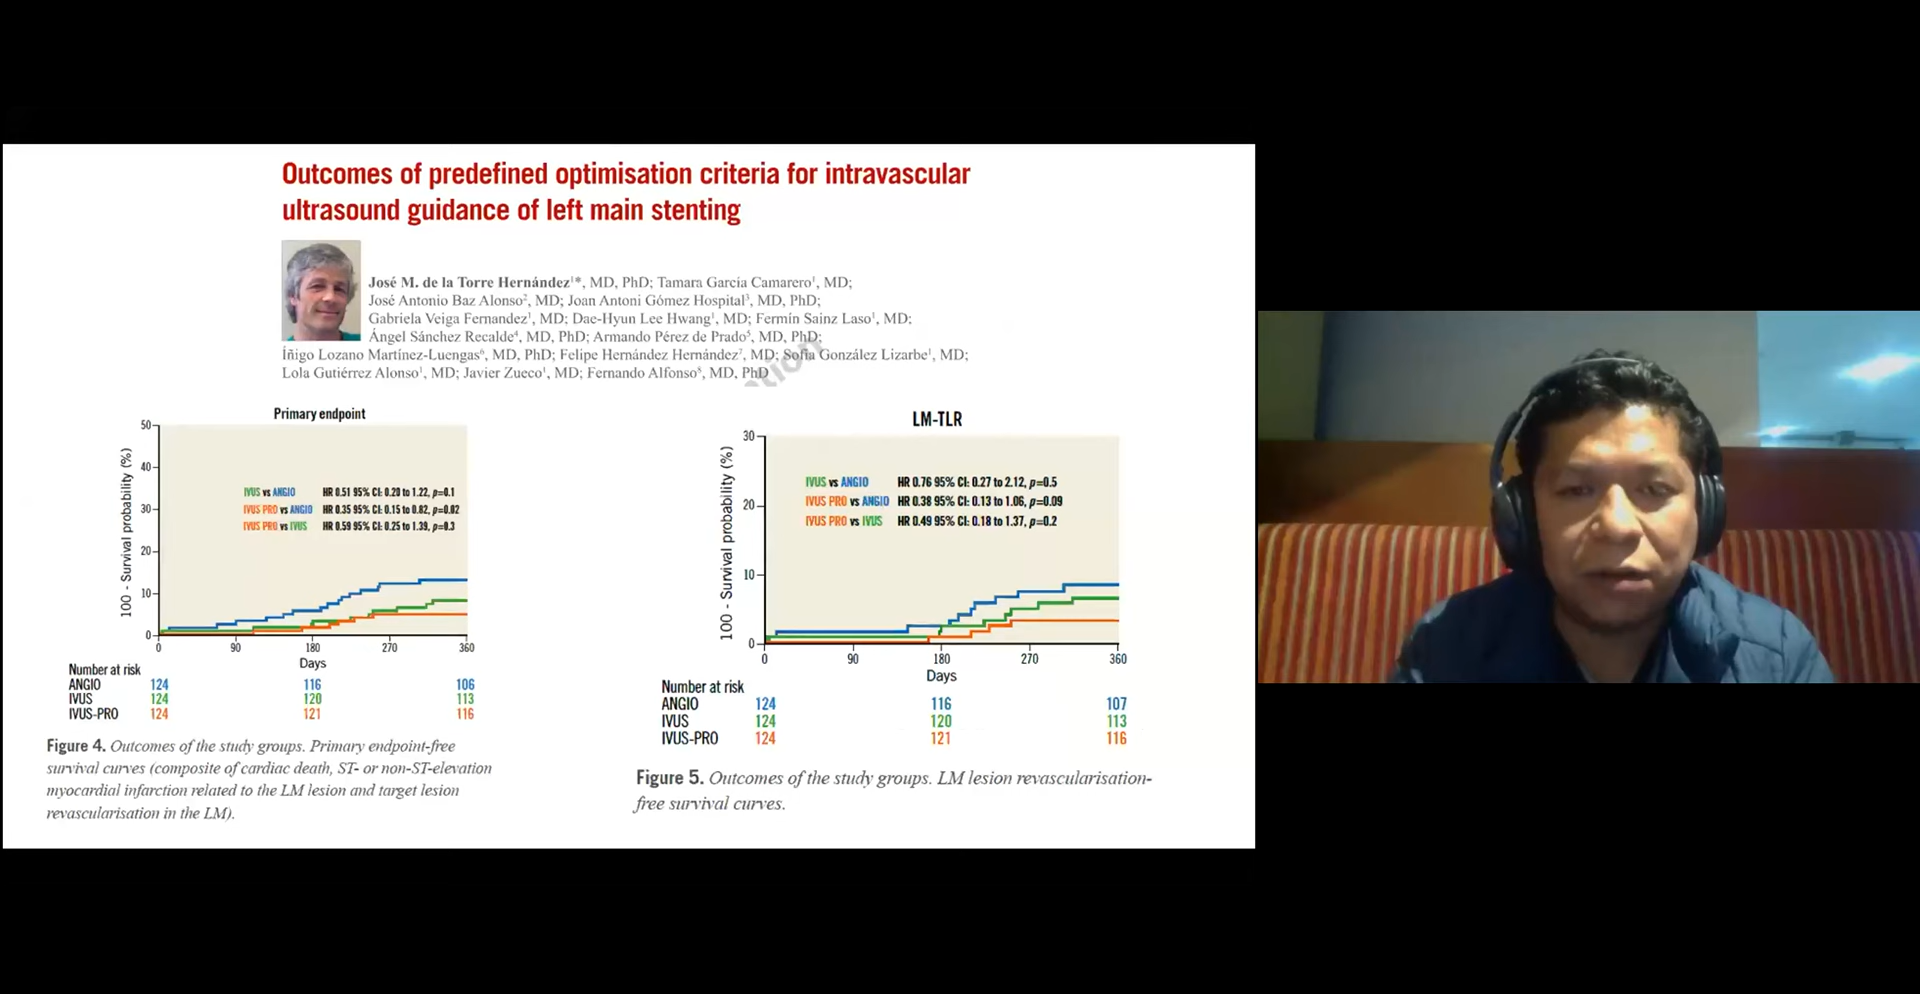 Outcomes of predefined optimisation criteria for intravascular
ultrasound guidance of left main stenting
José M. de la Torre Hernández¹*, MD, PhD; Tamara García Camarero¹, MD;
José Antonio Baz Alonso², MD; Joan Antoni Gómez Hospital³, MD, PhD;
Gabriela Veiga Fernandez¹, MD; Dae-Hyun Lee Hwang¹, MD; Fermín Sainz Laso¹, MD;
Ángel Sánchez Recalde⁴, MD, PhD; Armando Pérez de Prado⁵, MD, PhD;
Íñigo Lozano Martínez-Luengas⁶, MD, PhD; Felipe Hernández Hernández⁷, MD; Sofía González Lizarbe¹, MD;
Lola Gutiérrez Alonso¹, MD; Javier Zueco¹, MD; Fernando Alfonso⁸, MD, PhD
Primary endpoint
100 - Survival probability (%)
50
40
30
20
10
0
IVUS vs ANGIO HR 0.51 95% CI: 0.20 to 1.22, p=0.1
IVUS PRO vs ANGIO HR 0.35 95% CI: 0.15 to 0.82, p=0.02
IVUS PRO vs IVUS HR 0.59 95% CI: 0.25 to 1.39, p=0.3
0 90 180 270 360
Days
Number at risk
ANGIO 124 116 106
IVUS 124 120 113
IVUS-PRO 124 121 116
Figure 4. Outcomes of the study groups. Primary endpoint-free
survival curves (composite of cardiac death, ST- or non-ST-elevation
myocardial infarction related to the LM lesion and target lesion
revascularisation in the LM).
LM-TLR
100 - Survival probability (%)
30
20
10
0
IVUS vs ANGIO HR 0.76 95% CI: 0.27 to 2.12, p=0.5
IVUS PRO vs ANGIO HR 0.38 95% CI: 0.13 to 1.06, p=0.09
IVUS PRO vs IVUS HR 0.49 95% CI: 0.18 to 1.37, p=0.2
0 90 180 270 360
Days
Number at risk
ANGIO 124 116 107
IVUS 124 120 113
IVUS-PRO 124 121 116
Figure 5. Outcomes of the study groups. LM lesion revascularisation-
free survival curves.